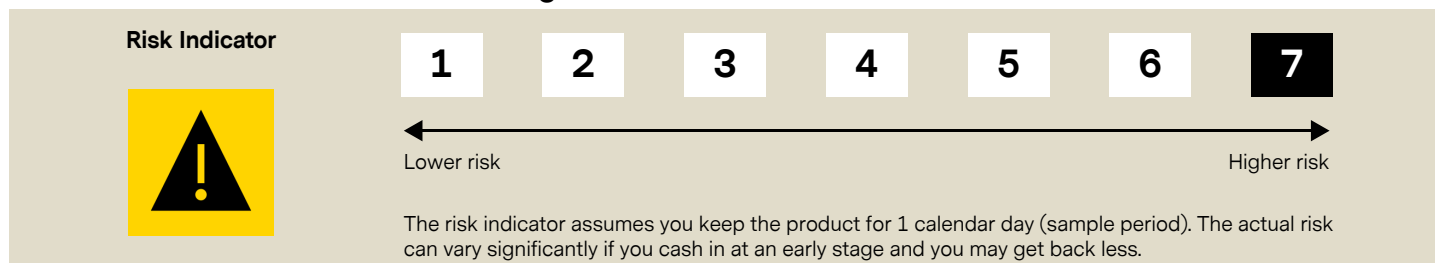 Risk Indicator
1 2 3 4 5 6 7
!
Lower risk Higher risk
The risk indicator assumes you keep the product for 1 calendar day (sample period). The actual risk
can vary significantly if you cash in at an early stage and you may get back less.